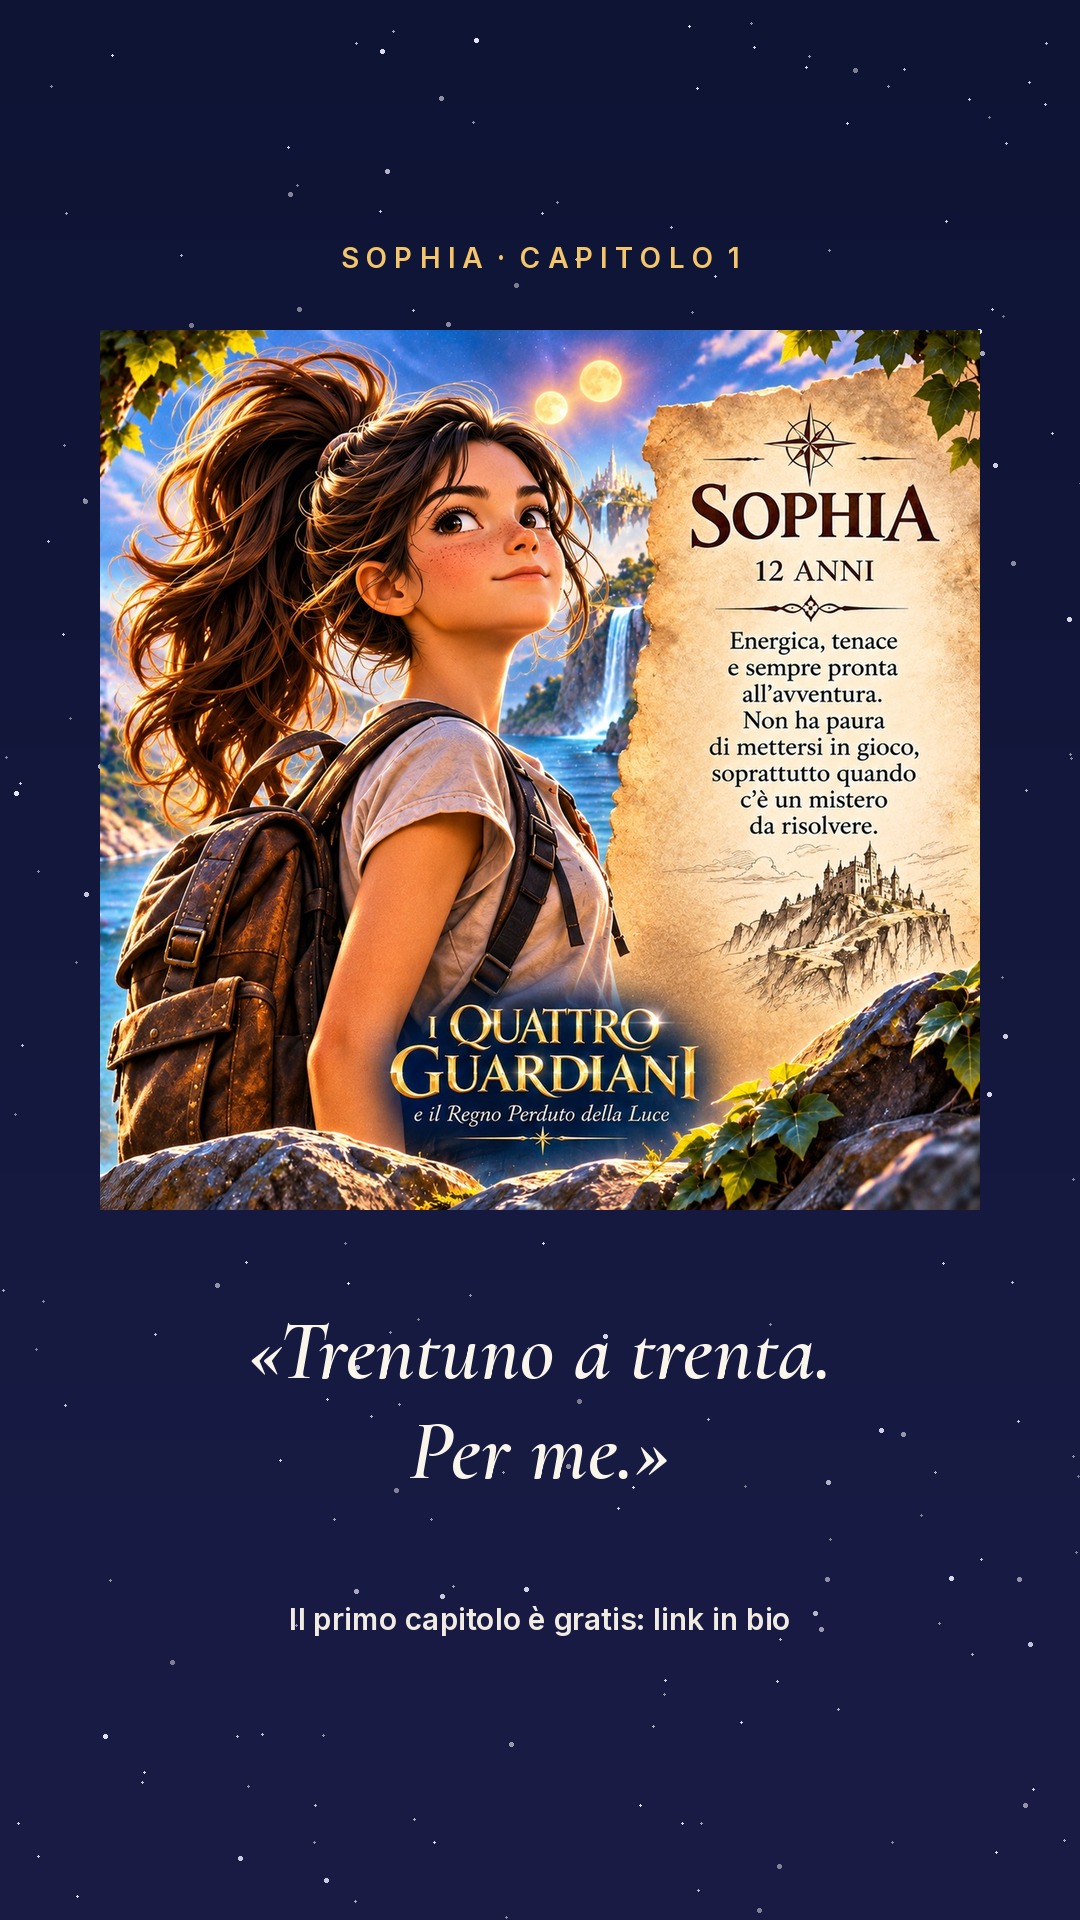 SOPHIA · CAPITOLO 1
SOPHIA
12 ANNI
Energica, tenace
e sempre pronta
all’avventura.
Non ha paura
di mettersi in gioco,
soprattutto quando
c’è un mistero
da risolvere.
I QUATTRO
GUARDIANI
e il Regno Perduto della Luce
«Trentuno a trenta.
Per me.»
Il primo capitolo è gratis: link in bio